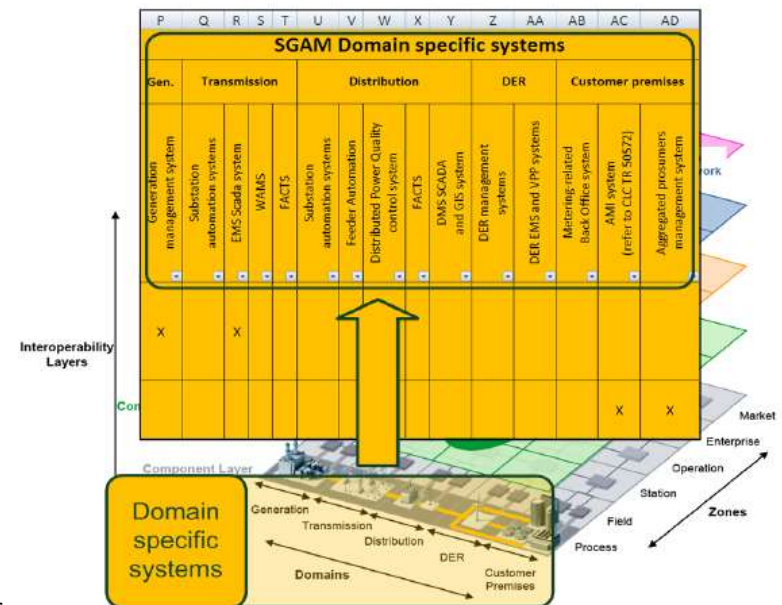 P Q R S T U V W X Y Z AA AB AC AD
SGAM Domain specific systems
Gen. Transmission Distribution DER Customer premises
Generation
management system
Substation
automation systems
EMS Scada system
WAMS
FACTS
Substation
automation systems
Feeder Automation
Distributed Power Quality
control system
FACTS
DMS SCADA
and GIS system
DER management
systems
DER EMS and VPP systems
Metering-related
Back Office system
AMI system
(refer to CLC TR 50572)
Aggregated prosumers
management system
X X
X X
Interoperability
Layers
Component Layer
Market
Enterprise
Operation
Station
Field
Process
Zones
Generation
Transmission
Distribution
DER
Customer
Premises
Domains
Domain
specific
systems